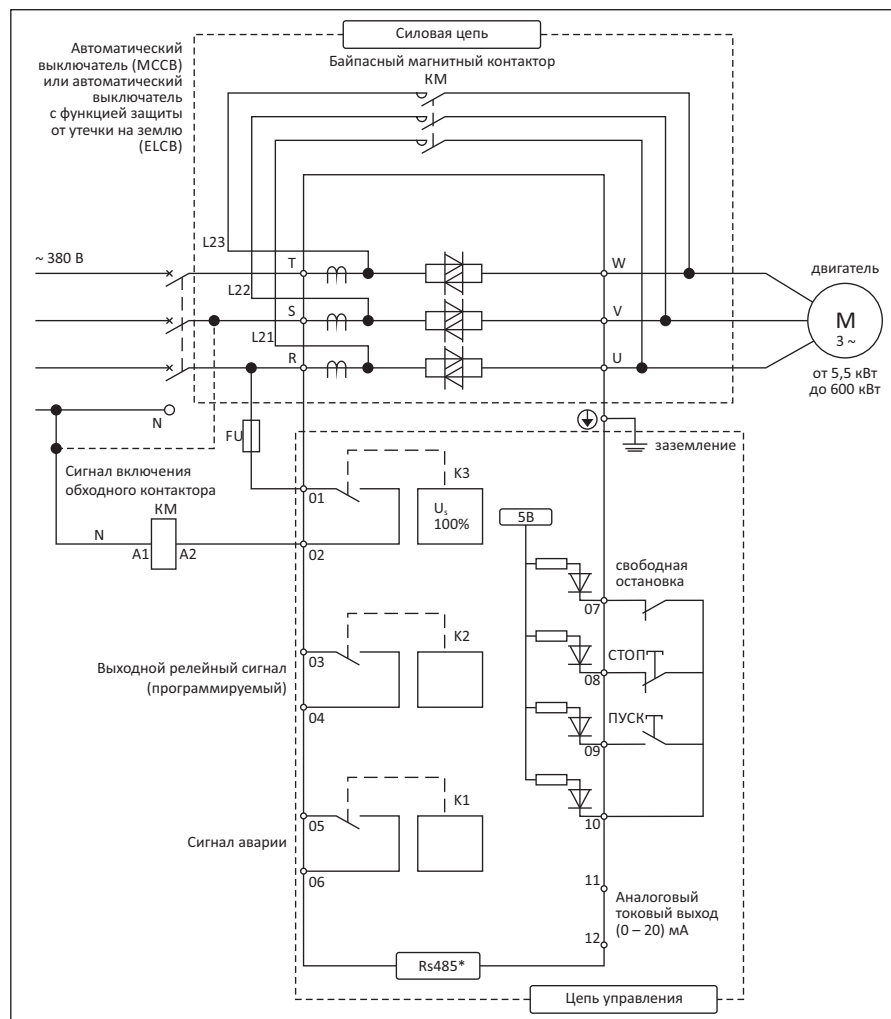 Силовая цепь
Автоматический
выключатель (MCCB)
или автоматический
выключатель
с функцией защиты
от утечки на землю
(ELCB)
Байпасный магнитный контактор
КМ
L23
~ 380 В
T
W
двигатель
L22
S
V
М
3 ~
L21
R
U
от 5,5 кВт
до 600 кВт
N
FU
заземление
Сигнал включения
обходного контактора
КМ
N
A1
A2
01
02
K3
Us
100%
5В
свободная
остановка
07
03
04
K2
Выходной релейный сигнал
(программируемый)
СТОП
08
ПУСК
09
05
06
K1
Сигнал аварии
10
11
Аналоговый
токовый выход
(0 – 20) мА
12
Rs485*
Цепь управления